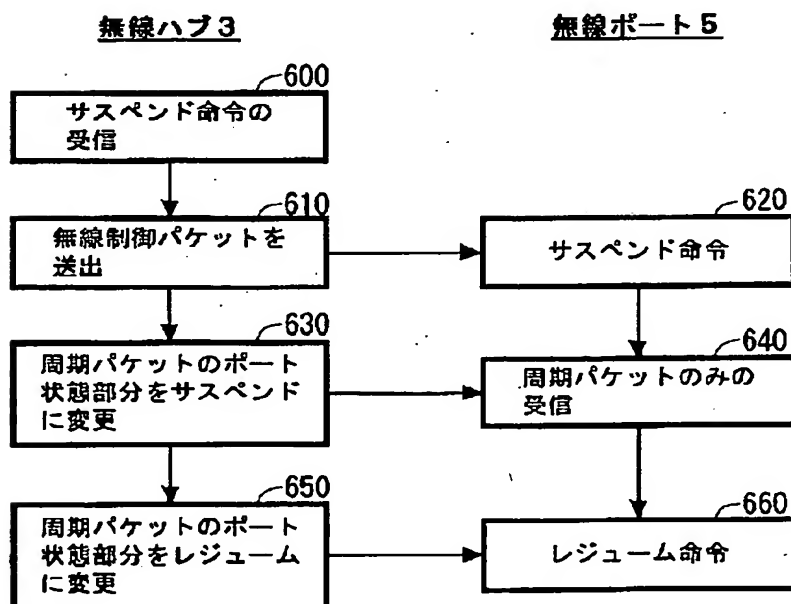 無線ハブ3
無線ポート5
600
サスペンド命令の
受信
610
無線制御パケットを
送出
620
サスペンド命令
630
周期パケットのポート
状態部分をサスペンド
に変更
640
周期パケットのみの
受信
650
周期パケットのポート
状態部分をレジューム
に変更
660
レジューム命令